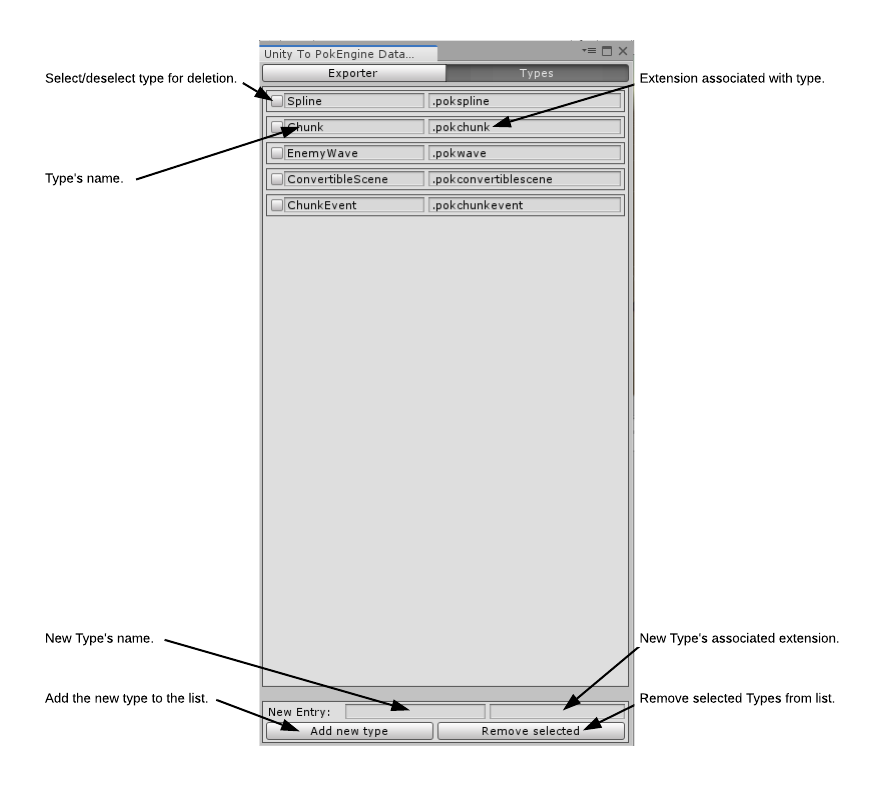 Unity To PokEngine Data...
Exporter Types
Select/deselect type for deletion.
Extension associated with type.
Spline .pokspline
Chunk .pokchunk
EnemyWave .pokwave
Type's name.
ConvertibleScene .pokconvertiblescene
ChunkEvent .pokchunkevent
New Type's name.
New Type's associated extension.
Add the new type to the list.
Remove selected Types from list.
New Entry:
Add new type Remove selected